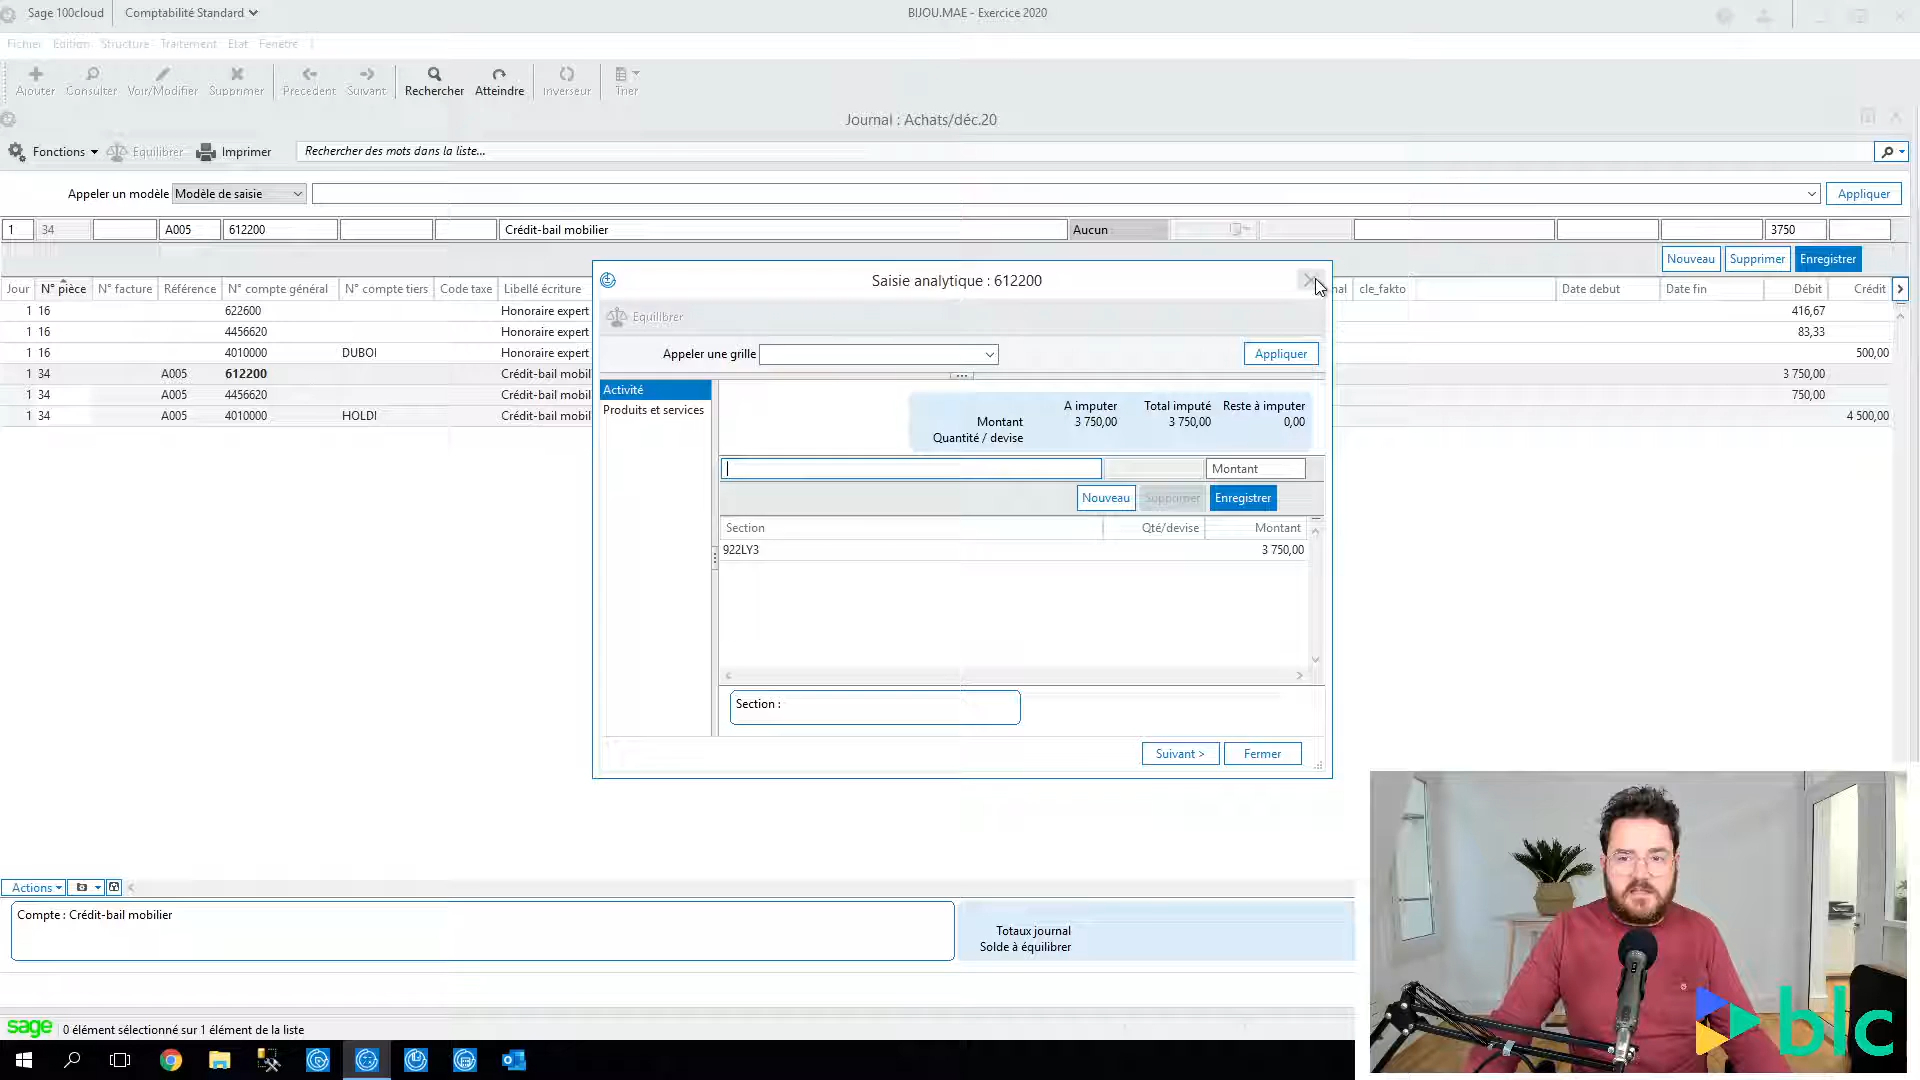 Sage 100cloud Comptabilité Standard BIJOU.MAE - Exercice 2020
Fichier Edition Structure Traitement Etat Fenêtre
Ajouter Consulter Voir/Modifier Supprimer Précédent Suivant Rechercher Atteindre Inverseur Trier
Journal : Achats/déc.20
Fonctions Equilibrer Imprimer Rechercher des mots dans la liste...
Appeler un modèle Modèle de saisie Appliquer
1 34 A005 612200 Crédit-bail mobilier Aucun 3750
Nouveau Supprimer Enregistrer
Jour N° pièce N° facture Référence N° compte général N° compte tiers Code taxe Libellé écriture cle_fakto Date debut Date fin Débit Crédit
1 16 622600 Honoraire expert 416,67
1 16 4456620 Honoraire expert 83,33
1 16 4010000 DUBOI Honoraire expert 500,00
1 34 A005 612200 Crédit-bail mobil 3 750,00
1 34 A005 4456620 Crédit-bail mobil 750,00
1 34 A005 4010000 HOLDI Crédit-bail mobil 4 500,00
Saisie analytique : 612200
Equilibrer
Appeler une grille Appliquer
Activité
Produits et services
A imputer Total imputé Reste à imputer
Montant 3 750,00 3 750,00 0,00
Quantité / devise
Montant
Nouveau Supprimer Enregistrer
Section Qté/devise Montant
922LY3 3 750,00
Section :
Suivant > Fermer
Actions
Compte : Crédit-bail mobilier
Totaux journal
Solde à équilibrer
sage 0 élément sélectionné sur 1 élément de la liste
blc